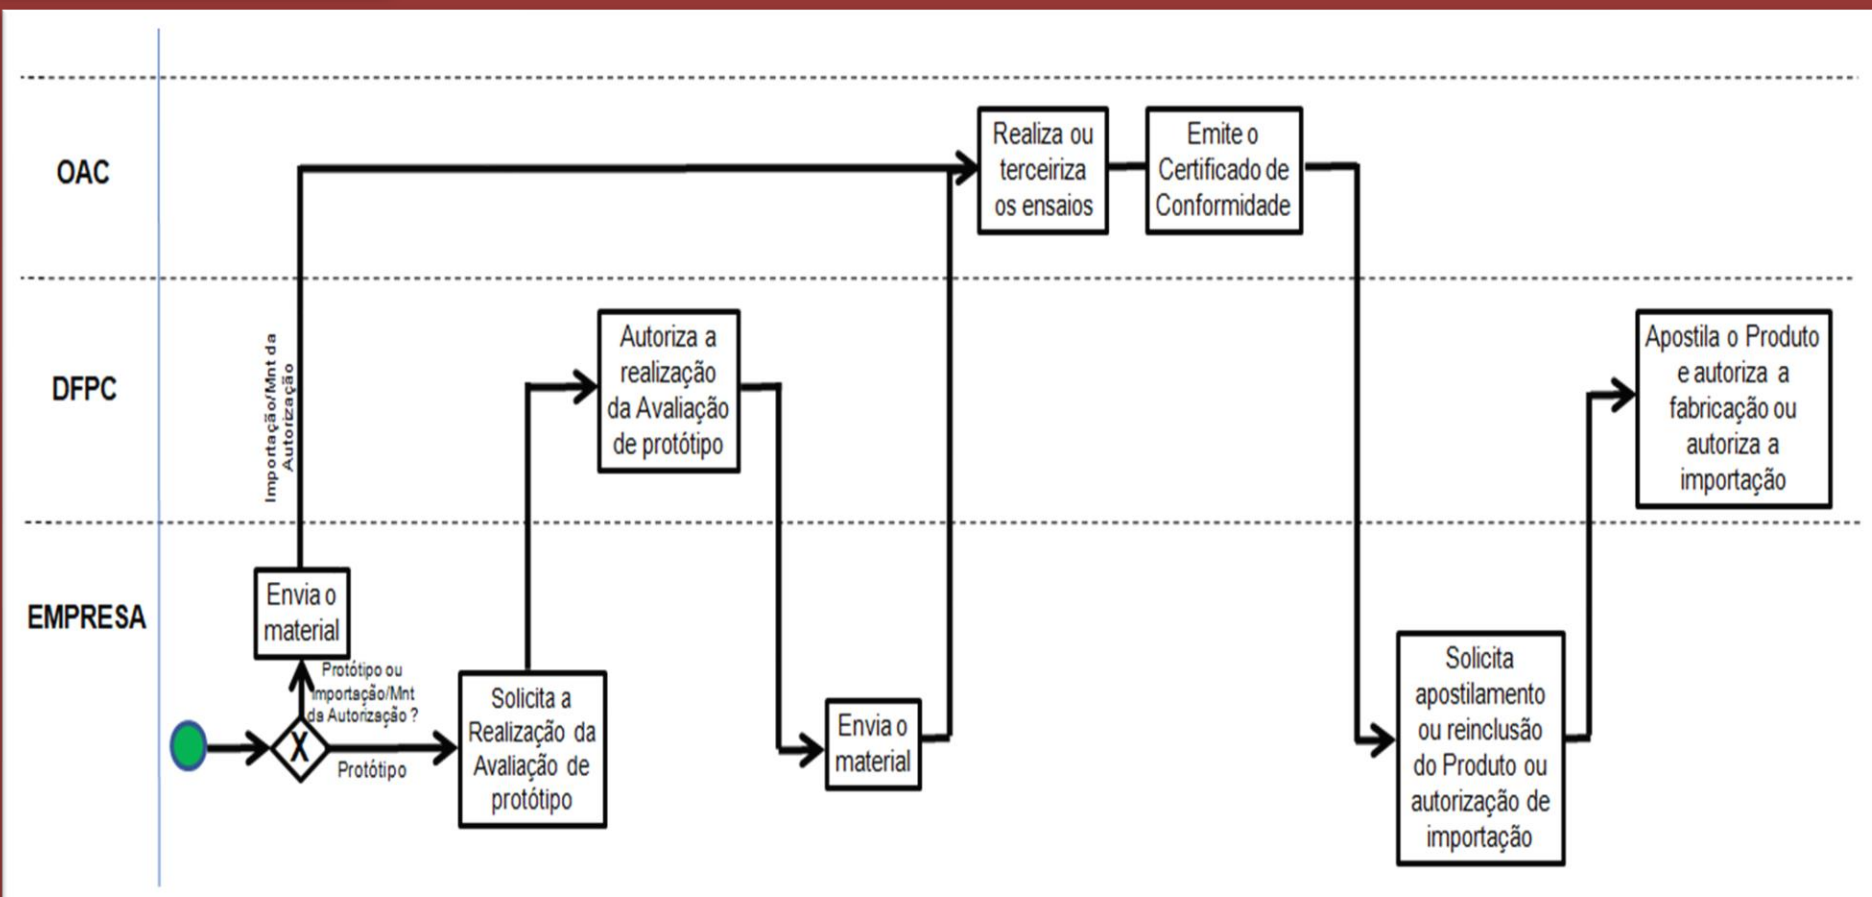 OAC
Realiza ou
terceiriza
os ensaios
Emite o
Certificado de
Conformidade
DFPC
Importação/Mnt da
Autorização
Autoriza a
realização
da Avaliação
de protótipo
Apostila o Produto
e autoriza a
fabricação ou
autoriza a
importação
EMPRESA
Envia o
material
Protótipo ou
Importação/Mnt
da Autorização ?
X
Protótipo
Solicita a
Realização da
Avaliação de
protótipo
Envia o
material
Solicita
apostilamento
ou reinclusão
do Produto ou
autorização de
importação